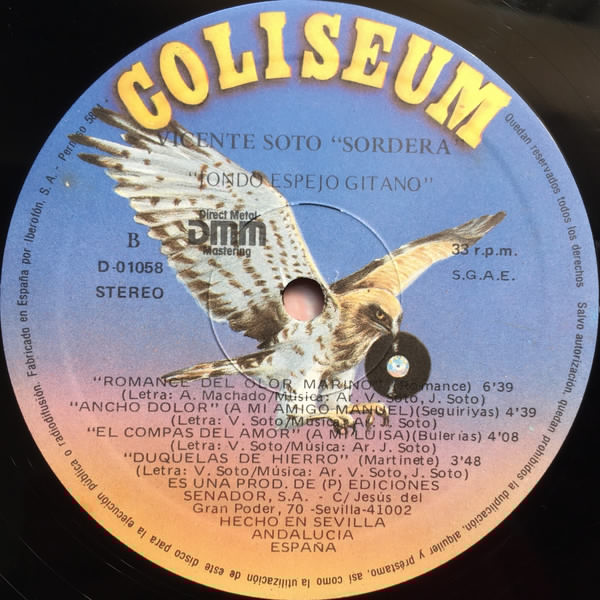 COLISEUM
VICENTE SOTO "SORDERA"
"JONDO ESPEJO GITANO"
Direct Metal
DMM
Mastering
B
D-01058
STEREO
33 r.p.m.
S.G.A.E.
"ROMANCE DEL OLOR MARINO" (Romance) 6'39
(Letra: A. Machado/Música: Ar. V. Soto, J. Soto)
"ANCHO DOLOR" (A MI AMIGO MANUEL)(Seguiriyas) 4'39
(Letra: V. Soto/Música: Ar. J. Soto)
"EL COMPAS DEL AMOR" (A MI LUISA)(Bulerías) 4'08
(Letra: V. Soto/Música: Ar. J. Soto)
"DUQUELAS DE HIERRO" (Martinete) 3'48
(Letra: V. Soto/Música: Ar. V. Soto, J. Soto)
ES UNA PROD. DE (P) EDICIONES
SENADOR, S.A. - C/ Jesús del
Gran Poder, 70 -Sevilla-41002
HECHO EN SEVILLA
ANDALUCIA
ESPAÑA
Quedan reservados todos los derechos Salvo autorización, quedan prohibidos la duplicación, alquiler y préstamo, así como la utilización de este disco para la ejecución pública o radiodifusión. Fabricado en España por Iberofón, S. A.